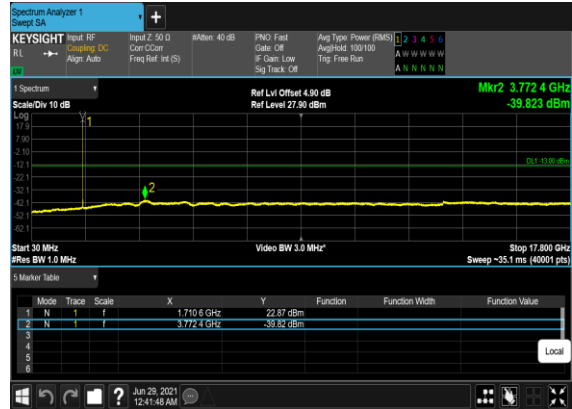 Spectrum Analyzer 1
Swept SA
+
KEYSIGHT Input: RF Input Z: 50 Ω #Atten: 40 dB PNO: Fast Avg Type: Power (RMS) 1 2 3 4 5 6
RL Coupling: DC Corr CCorr Gate: Off Avg|Hold: 100/100 A W W W W W
Align: Auto Freq Ref: Int (S) IF Gain: Low Trig: Free Run
Sig Track: Off A N N N N N
1 Spectrum Ref Lvl Offset 4.90 dB Mkr2 3.772 4 GHz
Scale/Div 10 dB Ref Level 27.90 dBm -39.823 dBm
Log
17.9 1
7.90
-2.10
-12.1 DL1 -13.00 dBm
-22.1
-32.1 2
-42.1
-52.1
-62.1
Start 30 MHz Video BW 3.0 MHz* Stop 17.800 GHz
#Res BW 1.0 MHz Sweep ~35.1 ms (40001 pts)
5 Marker Table
Mode Trace Scale X Y Function Function Width Function Value
1 N 1 f 1.710 6 GHz 22.87 dBm
2 N 1 f 3.772 4 GHz -39.82 dBm
3
4
5
6
Local
? Jun 29, 2021
12:41:48 AM